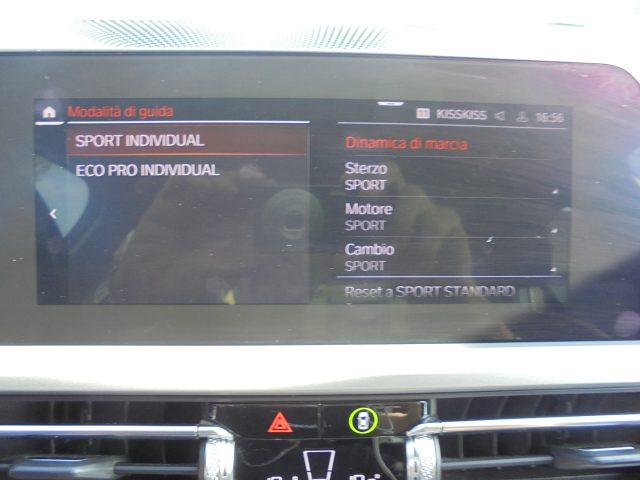 Modalità di guida
11 KISSKISS 16:56
SPORT INDIVIDUAL
ECO PRO INDIVIDUAL
Dinamica di marcia
Sterzo
SPORT
Motore
SPORT
Cambio
SPORT
Reset a SPORT STANDARD